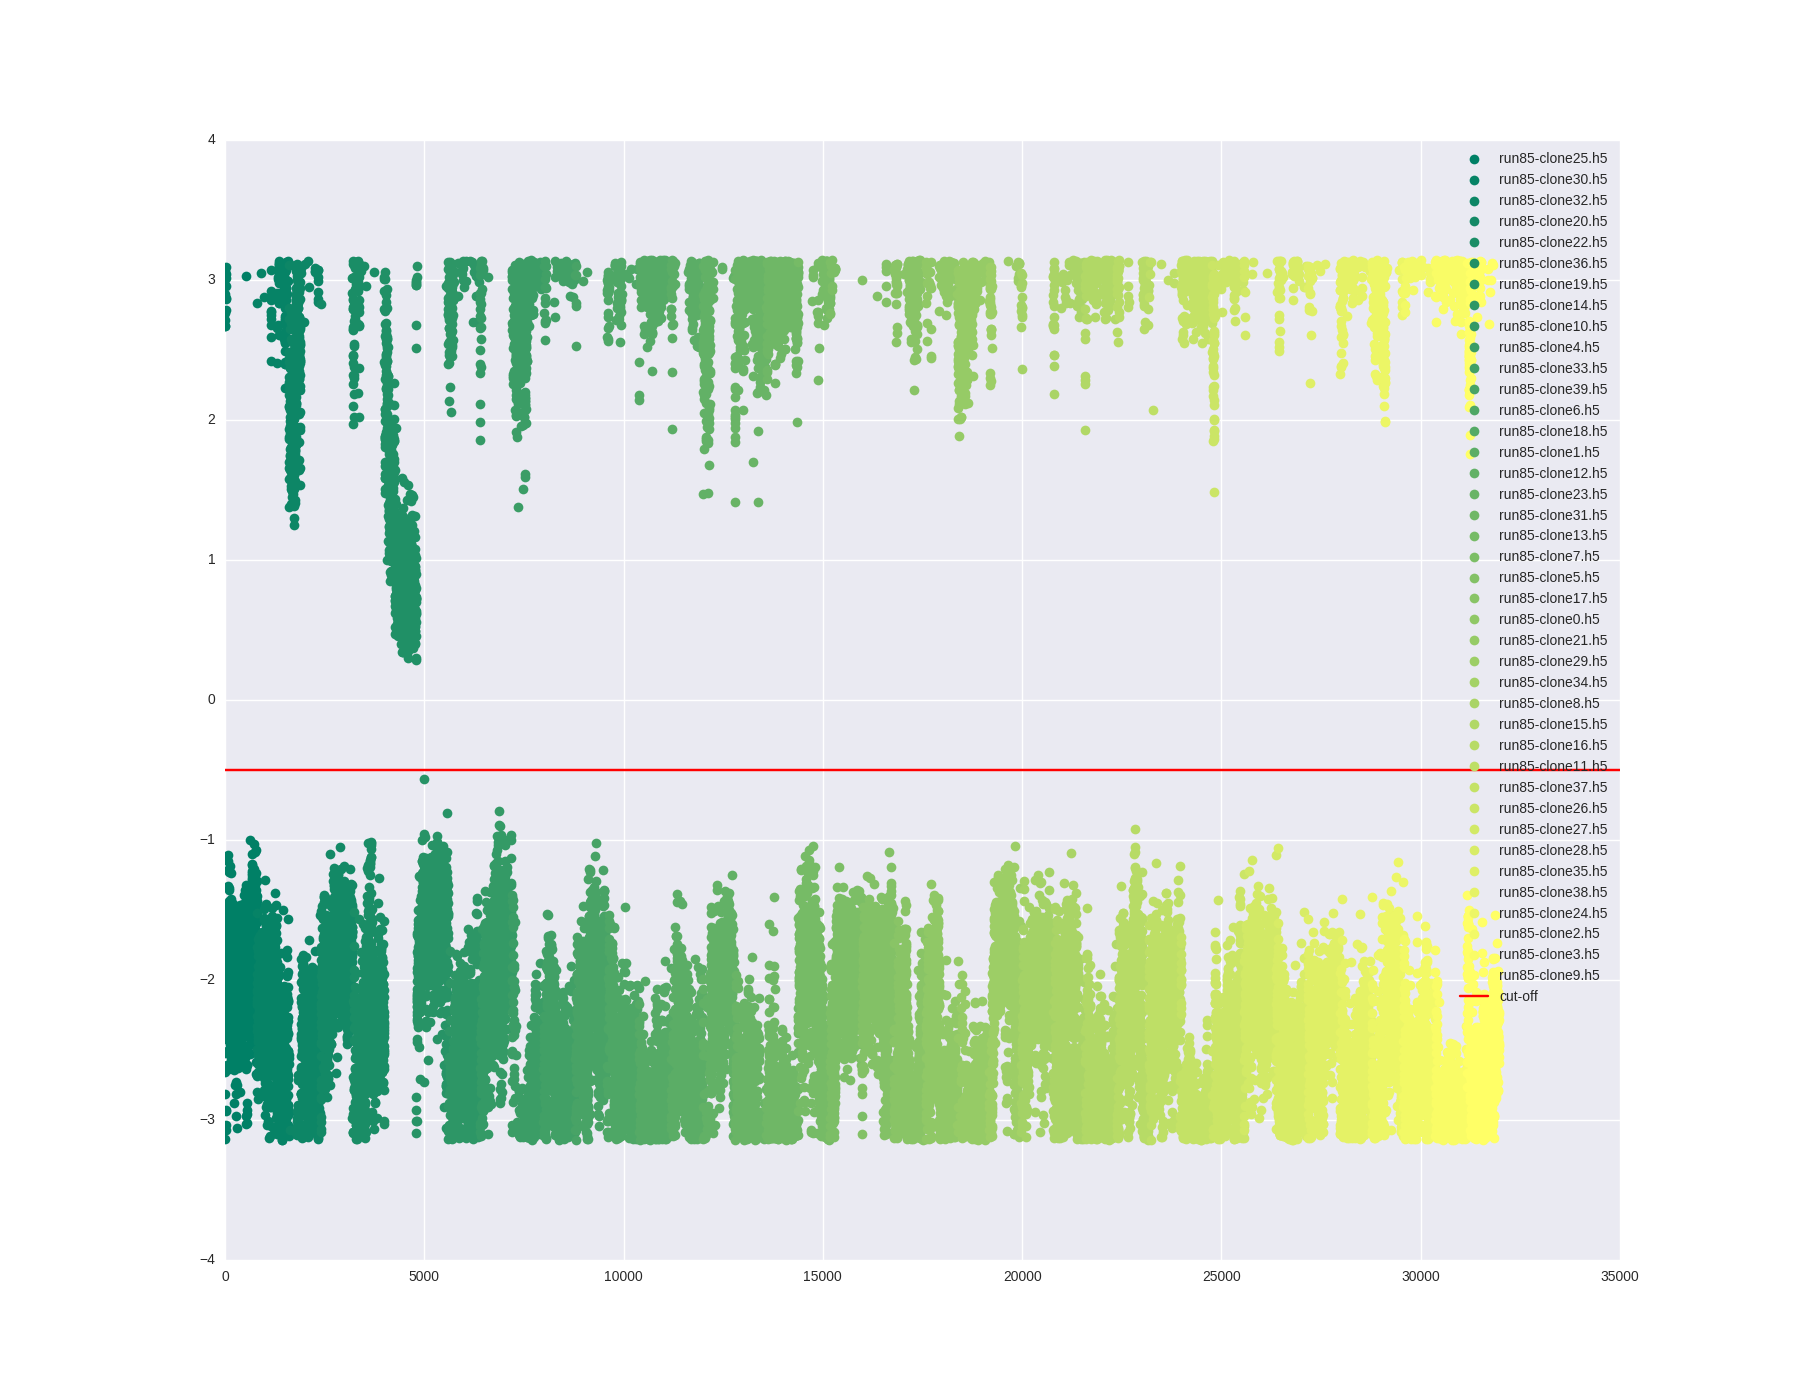 4
3
2
1
0
−1
−2
−3
−4
0 5000 10000 15000 20000 25000 30000 35000
run85-clone25.h5
run85-clone30.h5
run85-clone32.h5
run85-clone20.h5
run85-clone22.h5
run85-clone36.h5
run85-clone19.h5
run85-clone14.h5
run85-clone10.h5
run85-clone4.h5
run85-clone33.h5
run85-clone39.h5
run85-clone6.h5
run85-clone18.h5
run85-clone1.h5
run85-clone12.h5
run85-clone23.h5
run85-clone31.h5
run85-clone13.h5
run85-clone7.h5
run85-clone5.h5
run85-clone17.h5
run85-clone0.h5
run85-clone21.h5
run85-clone29.h5
run85-clone34.h5
run85-clone8.h5
run85-clone15.h5
run85-clone16.h5
run85-clone11.h5
run85-clone37.h5
run85-clone26.h5
run85-clone27.h5
run85-clone28.h5
run85-clone35.h5
run85-clone38.h5
run85-clone24.h5
run85-clone2.h5
run85-clone3.h5
run85-clone9.h5
cut-off